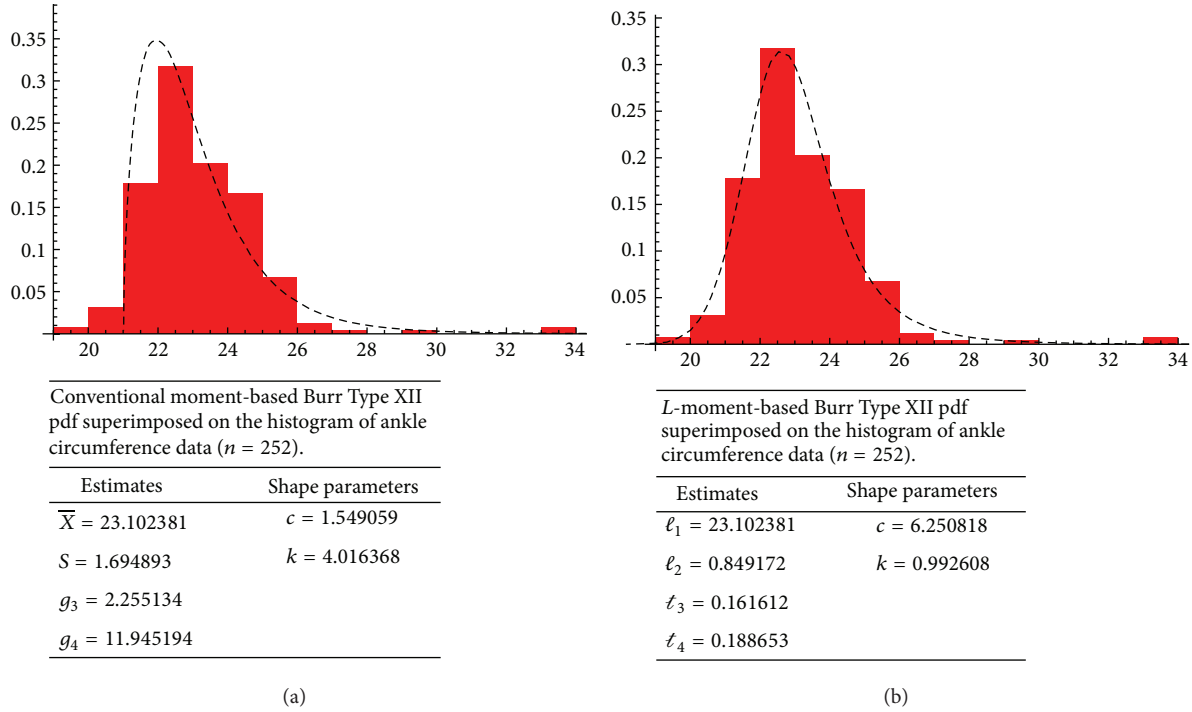 0.35
0.3
0.25
0.2
0.15
0.1
0.05
20 22 24 26 28 30 32 34
Conventional moment-based Burr Type XII
pdf superimposed on the histogram of ankle
circumference data (n = 252).
Estimates Shape parameters
X̅ = 23.102381 c = 1.549059
S = 1.694893 k = 4.016368
g₃ = 2.255134
g₄ = 11.945194
(a)
0.35
0.3
0.25
0.2
0.15
0.1
0.05
20 22 24 26 28 30 32 34
L-moment-based Burr Type XII pdf
superimposed on the histogram of ankle
circumference data (n = 252).
Estimates Shape parameters
ℓ₁ = 23.102381 c = 6.250818
ℓ₂ = 0.849172 k = 0.992608
t₃ = 0.161612
t₄ = 0.188653
(b)